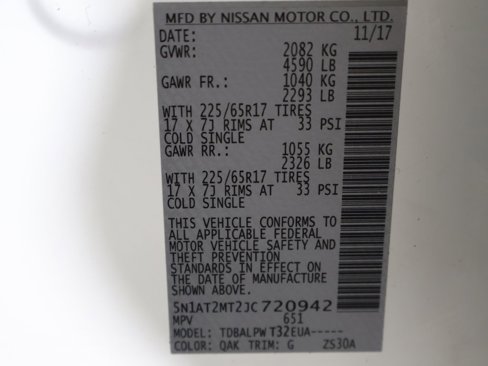 MFD BY NISSAN MOTOR CO., LTD.
DATE: 11/17
GVWR: 2082 KG
4590 LB
GAWR FR.: 1040 KG
2293 LB
WITH 225/65R17 TIRES
17 X 7J RIMS AT 33 PSI
COLD SINGLE
GAWR RR.: 1055 KG
2326 LB
WITH 225/65R17 TIRES
17 X 7J RIMS AT 33 PSI
COLD SINGLE
THIS VEHICLE CONFORMS TO
ALL APPLICABLE FEDERAL
MOTOR VEHICLE SAFETY AND
THEFT PREVENTION
STANDARDS IN EFFECT ON
THE DATE OF MANUFACTURE
SHOWN ABOVE.
5N1AT2MT2JC720942
MPV 651
MODEL: TDBALPWT32EUA-----
COLOR: QAK TRIM: G ZS30A